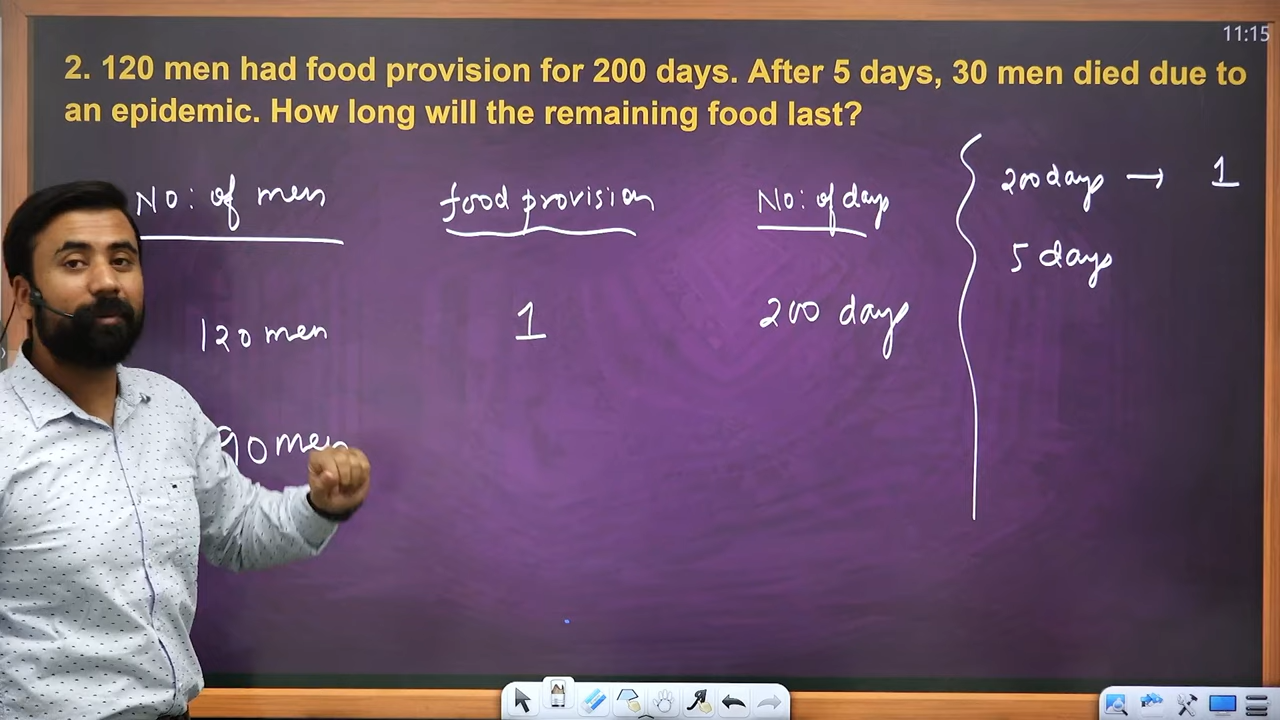 11:15
2. 120 men had food provision for 200 days. After 5 days, 30 men died due to
an epidemic. How long will the remaining food last?
No: of men food provision No: of days
200 days → 1
5 days
120 men 1 200 days
90 men